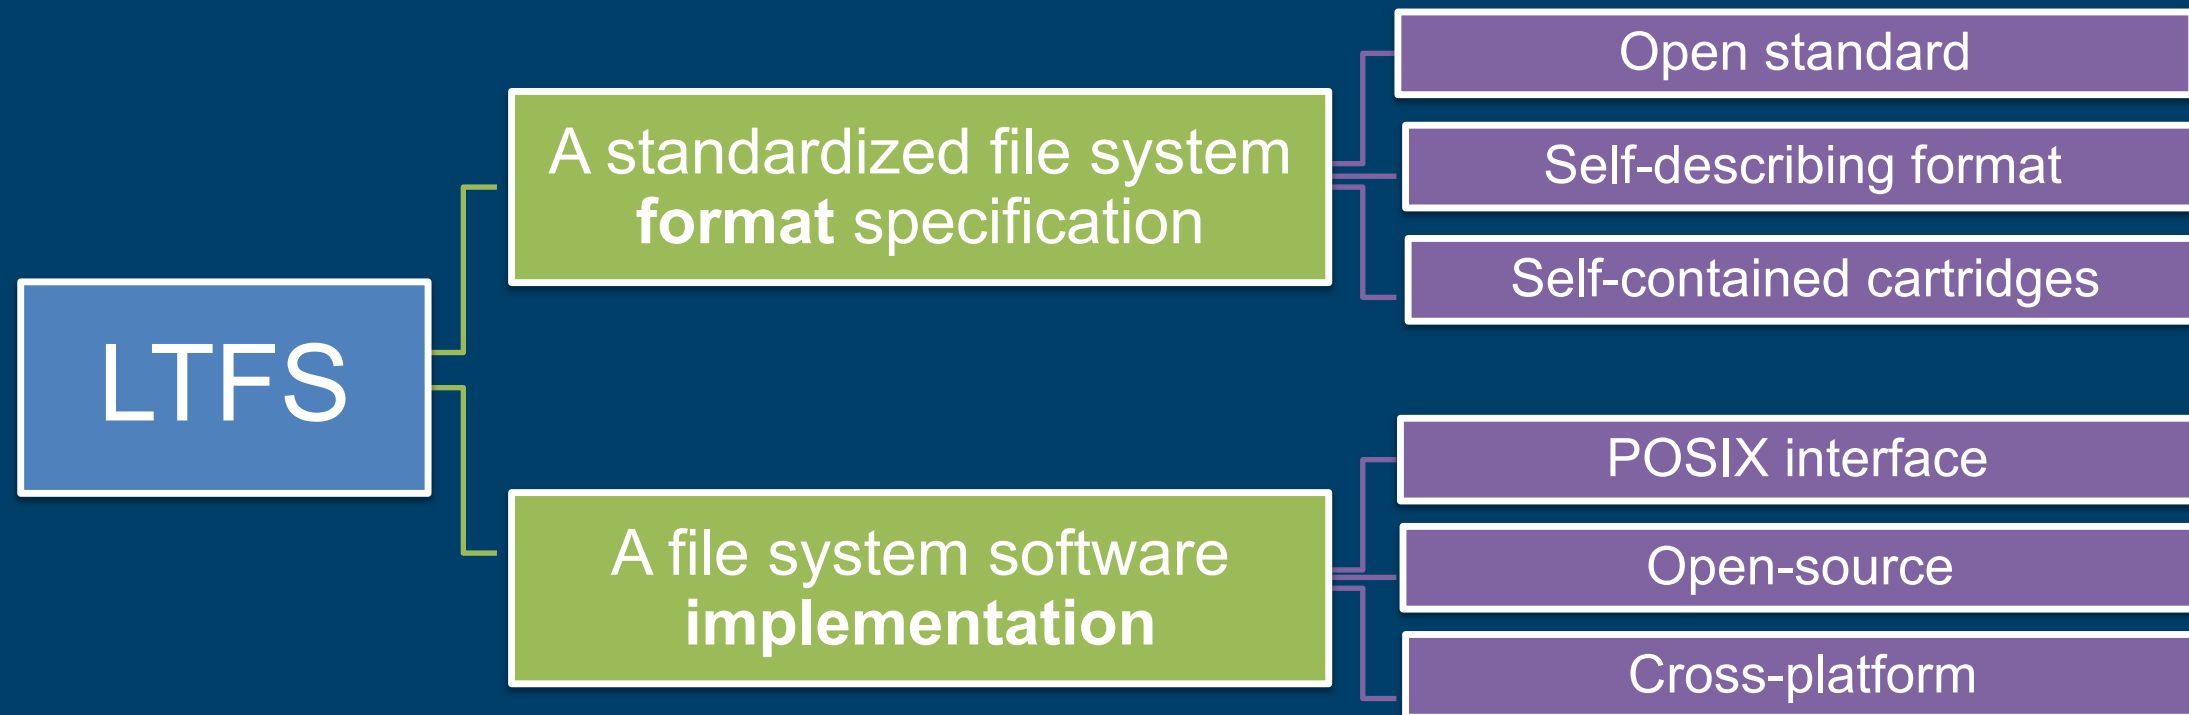 LTFS
A standardized file system
format specification
Open standard
Self-describing format
Self-contained cartridges
A file system software
implementation
POSIX interface
Open-source
Cross-platform